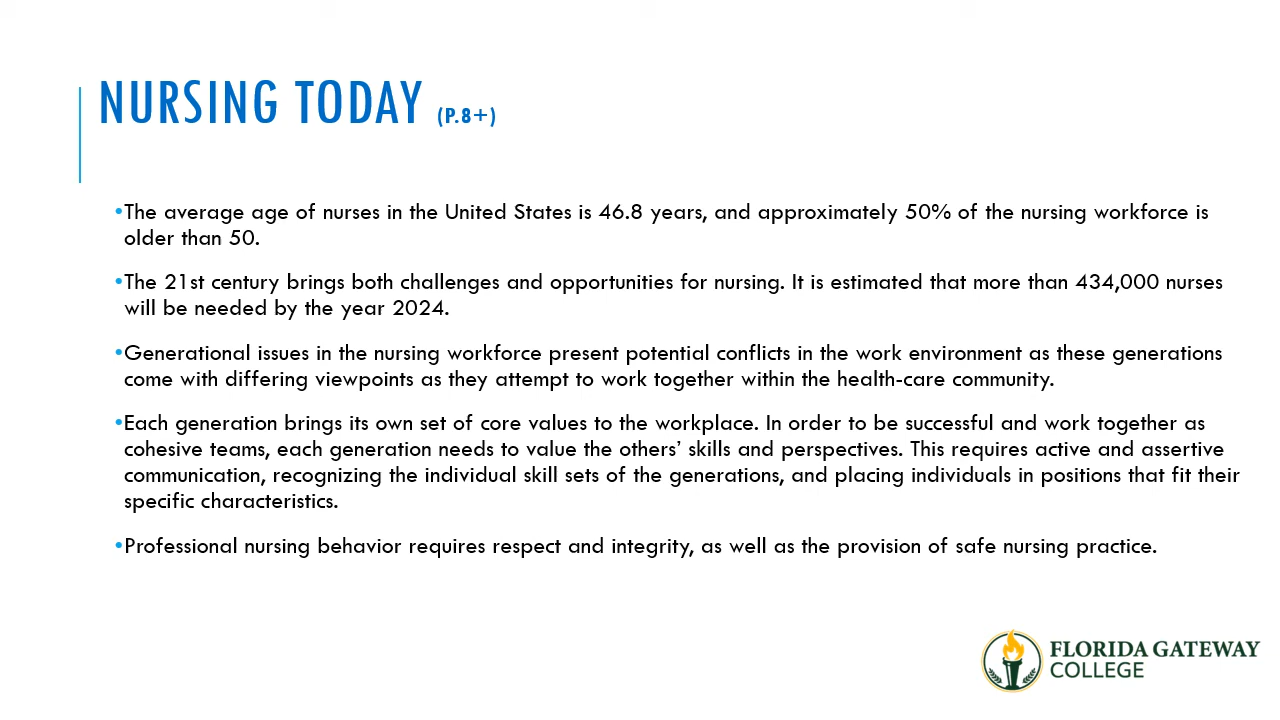 NURSING TODAY (P.8+)
•The average age of nurses in the United States is 46.8 years, and approximately 50% of the nursing workforce is
older than 50.
•The 21st century brings both challenges and opportunities for nursing. It is estimated that more than 434,000 nurses
will be needed by the year 2024.
•Generational issues in the nursing workforce present potential conflicts in the work environment as these generations
come with differing viewpoints as they attempt to work together within the health-care community.
•Each generation brings its own set of core values to the workplace. In order to be successful and work together as
cohesive teams, each generation needs to value the others’ skills and perspectives. This requires active and assertive
communication, recognizing the individual skill sets of the generations, and placing individuals in positions that fit their
specific characteristics.
•Professional nursing behavior requires respect and integrity, as well as the provision of safe nursing practice.
FLORIDA GATEWAY
COLLEGE